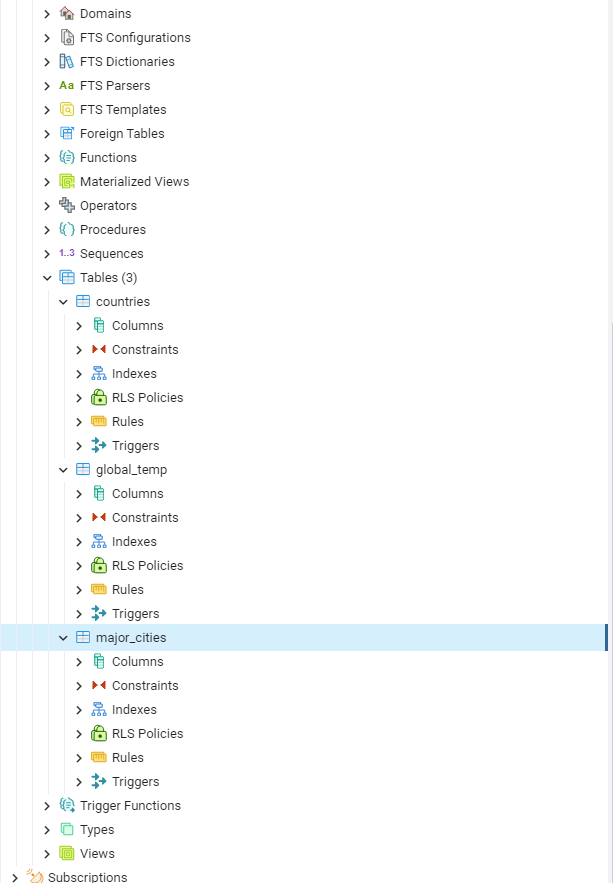 Domains
FTS Configurations
FTS Dictionaries
Aa FTS Parsers
FTS Templates
Foreign Tables
Functions
Materialized Views
Operators
Procedures
1..3 Sequences
Tables (3)
countries
Columns
Constraints
Indexes
RLS Policies
Rules
Triggers
global_temp
Columns
Constraints
Indexes
RLS Policies
Rules
Triggers
major_cities
Columns
Constraints
Indexes
RLS Policies
Rules
Triggers
Trigger Functions
Types
Views
Subscriptions